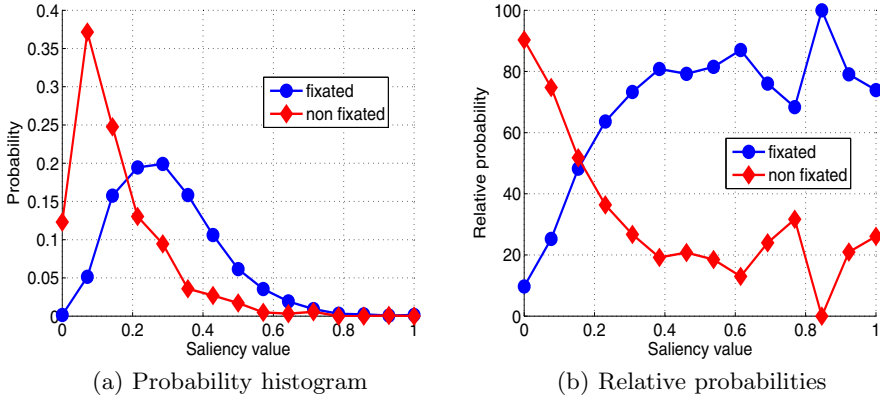 0.4
0.35
0.3
0.25
0.2
0.15
0.1
0.05
0
Probability
fixated
non fixated
0 0.2 0.4 0.6 0.8 1
Saliency value
(a) Probability histogram
100
80
60
40
20
0
Relative probability
fixated
non fixated
0 0.2 0.4 0.6 0.8 1
Saliency value
(b) Relative probabilities